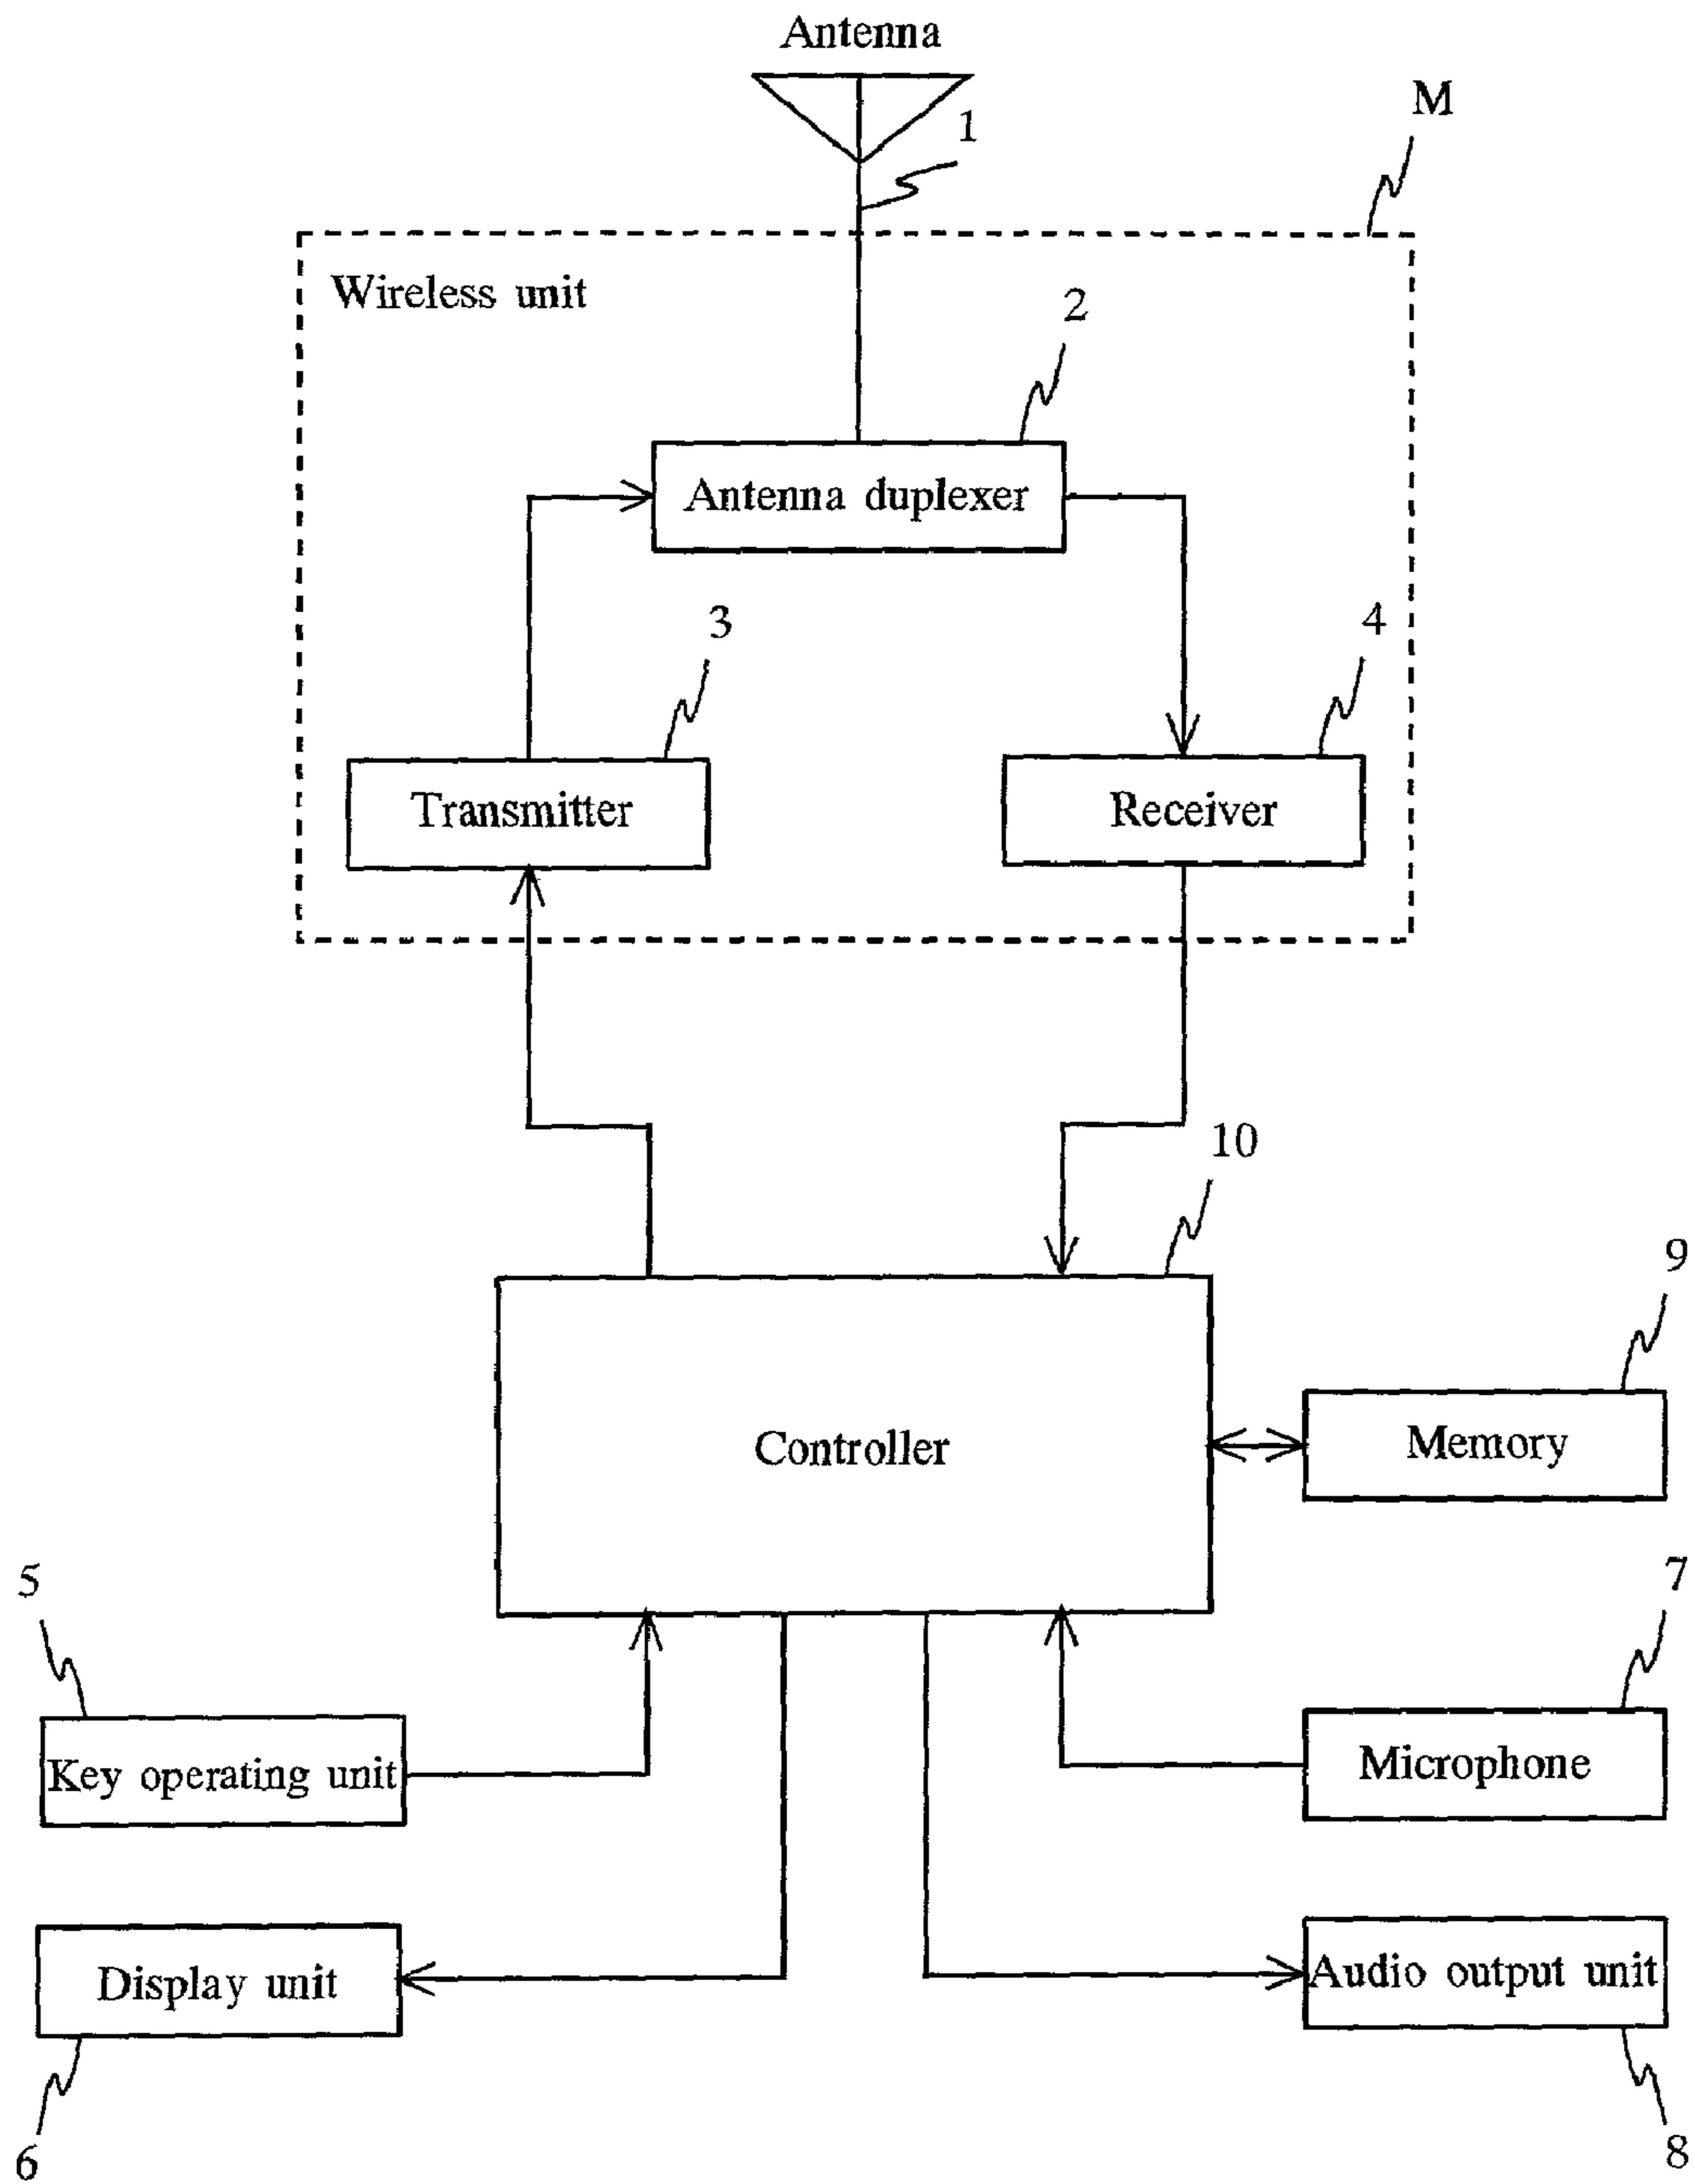 Antenna
M
1
Wireless unit
2
Antenna duplexer
3
4
Transmitter
Receiver
10
9
Controller
Memory
5
7
Key operating unit
Microphone
Display unit
Audio output unit
6
8